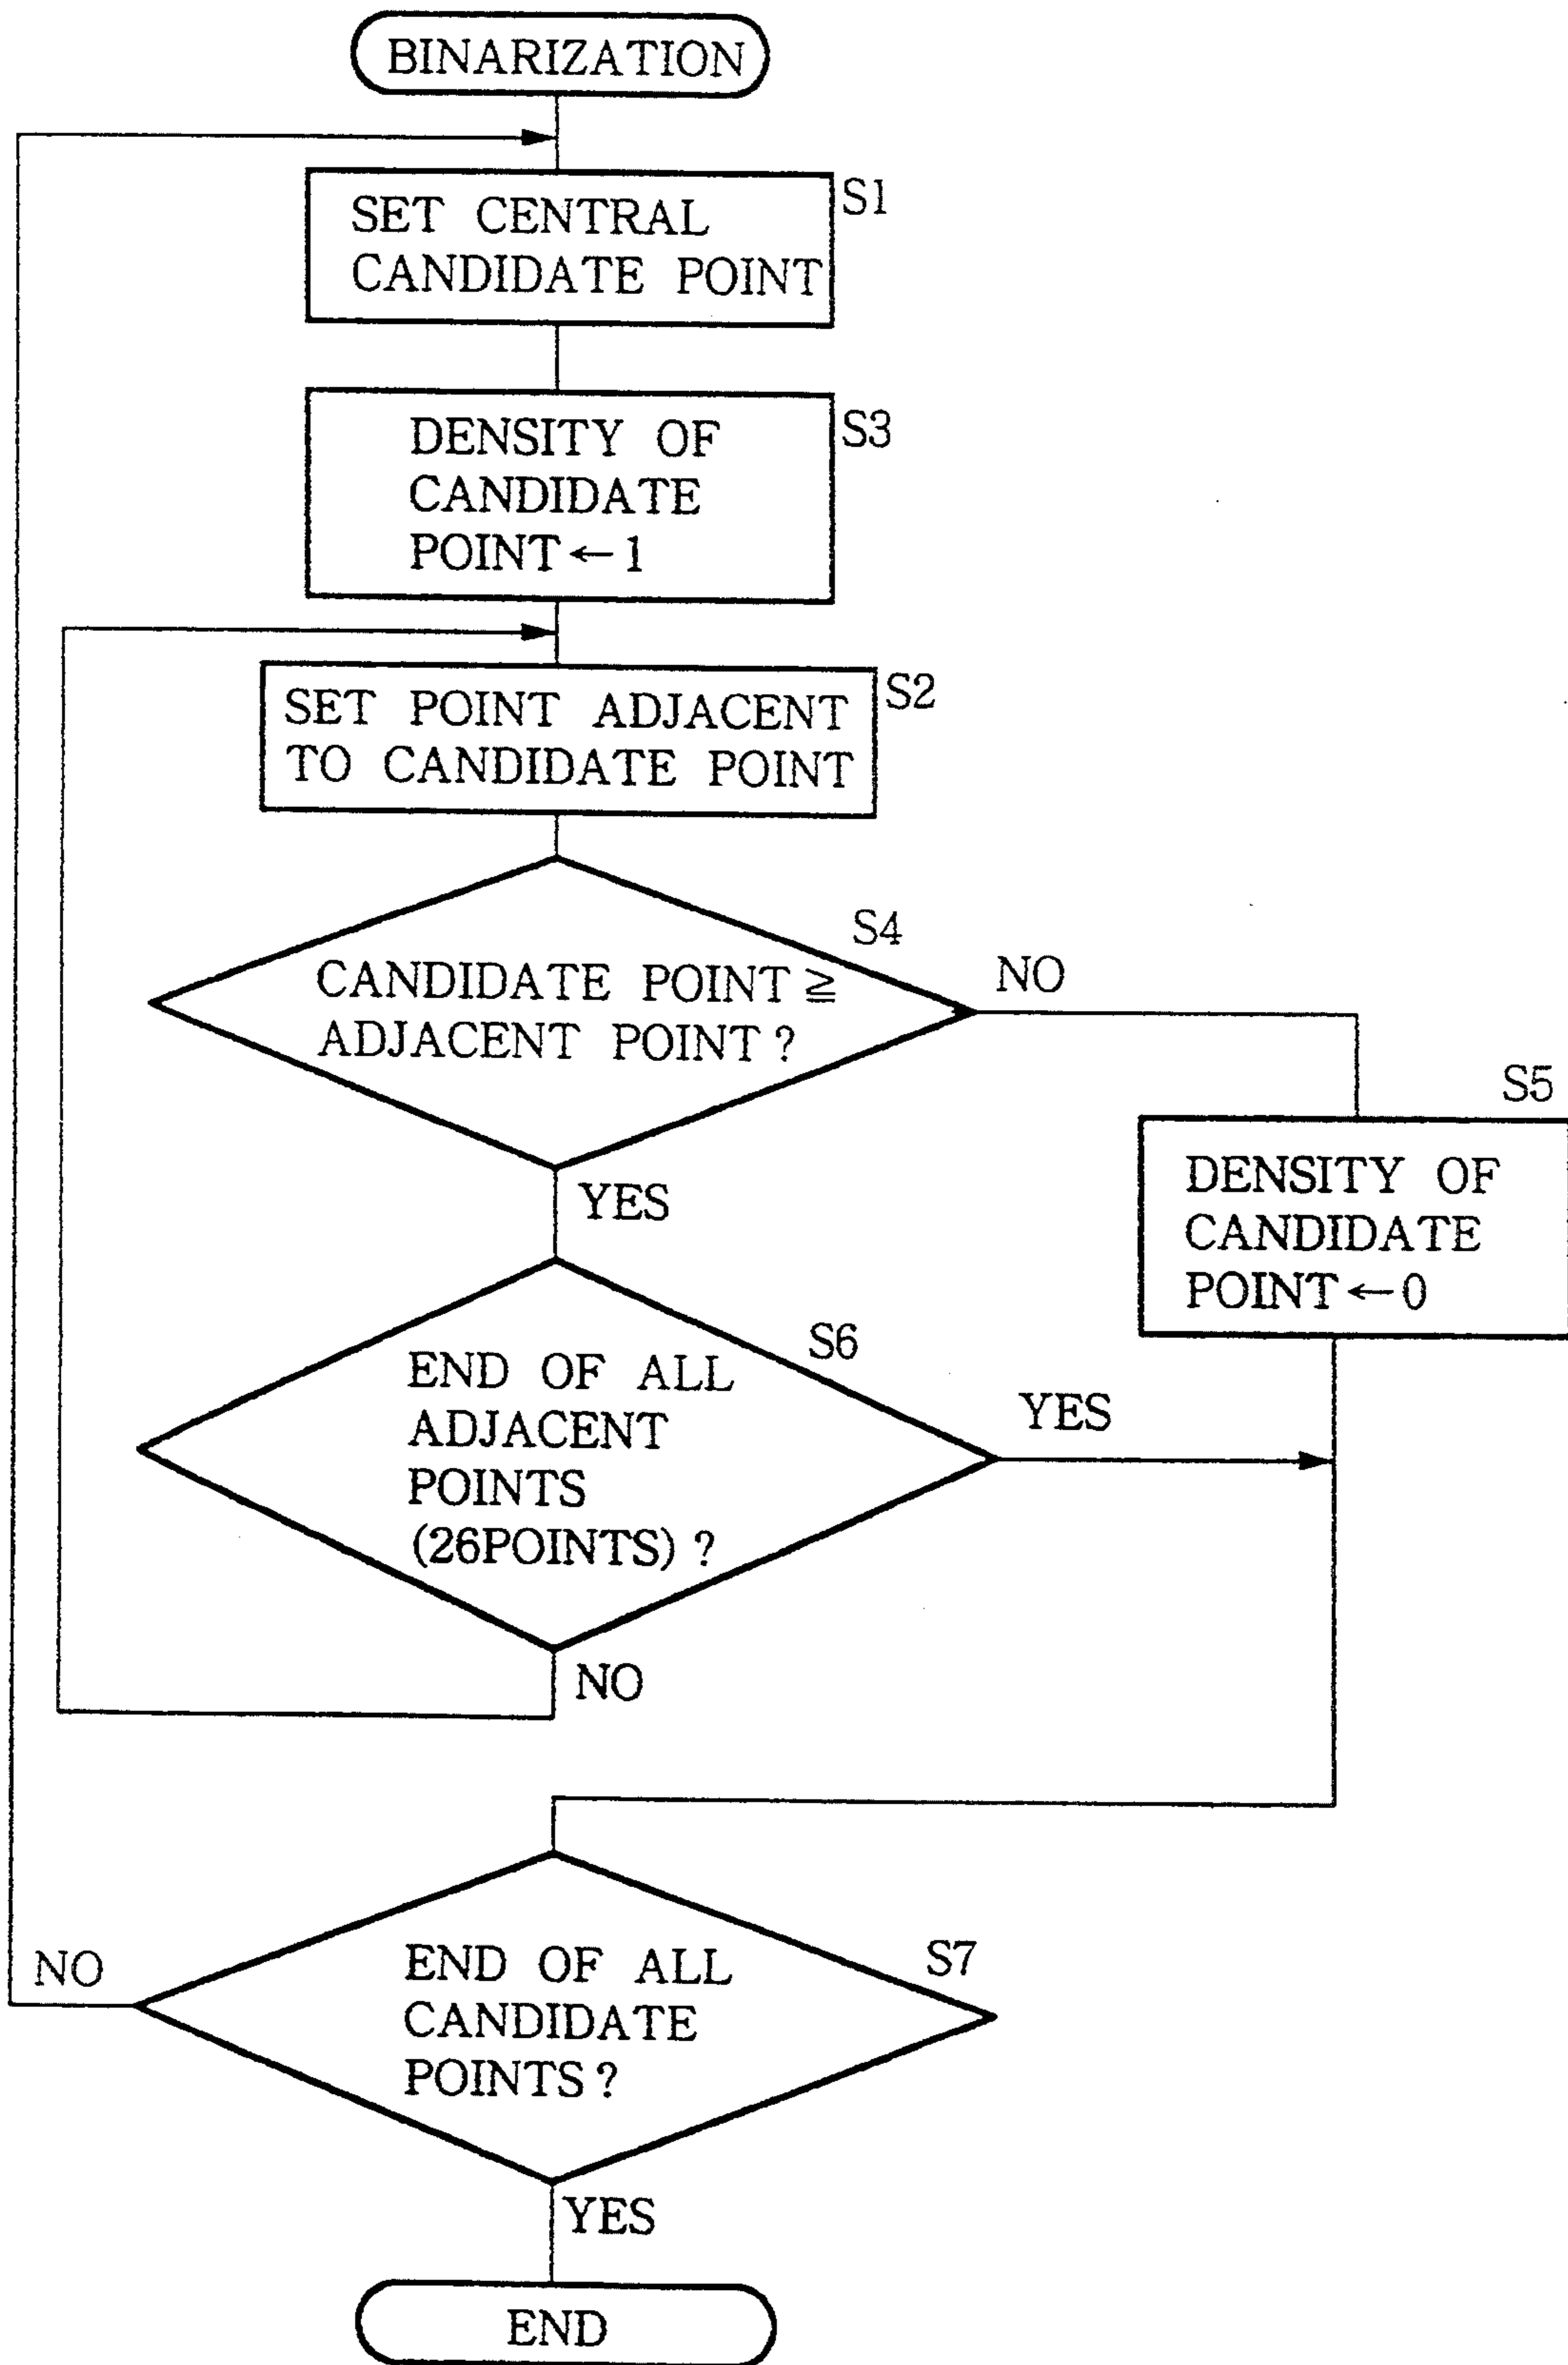 BINARIZATION
SET CENTRAL
CANDIDATE POINT
S1
DENSITY OF
CANDIDATE
POINT←1
S3
SET POINT ADJACENT
TO CANDIDATE POINT
S2
S4
CANDIDATE POINT≧
ADJACENT POINT?
NO
YES
S5
DENSITY OF
CANDIDATE
POINT←0
S6
END OF ALL
ADJACENT
POINTS
(26POINTS)?
YES
NO
S7
END OF ALL
CANDIDATE
POINTS?
NO
YES
END